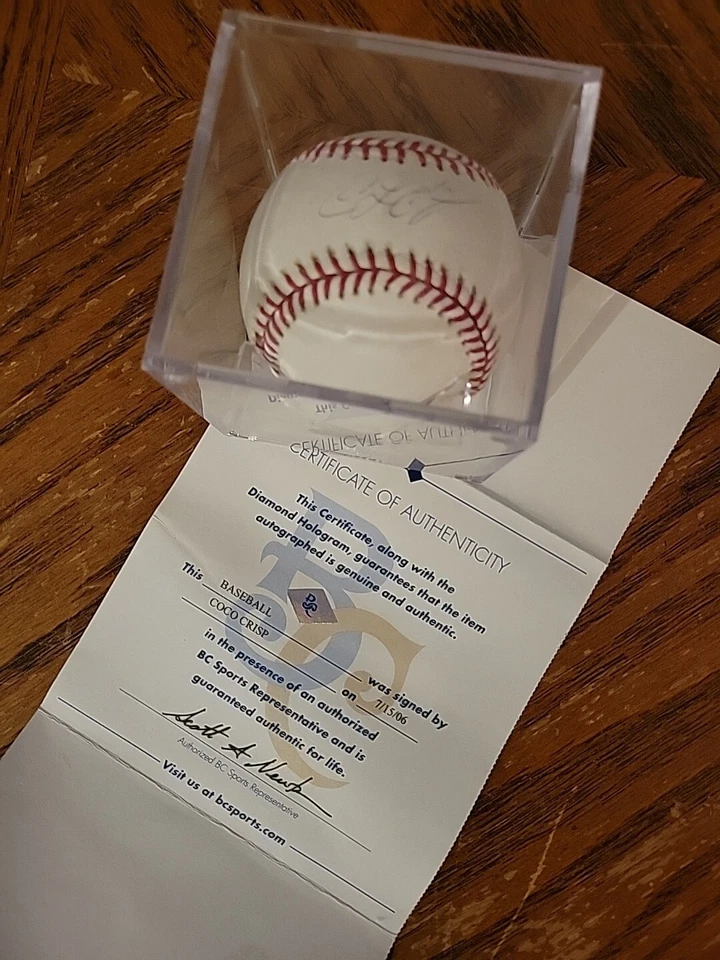 CERTIFICATE OF AUTHENTICITY
This Certificate, along with the
Diamond Hologram, guarantees that the item
autographed is genuine and authentic.
This BASEBALL was signed by
COCO CRISP on 7/15/06
in the presence of an authorized
BC Sports Representative and is
guaranteed authentic for life.
Authorized BC Sports Representative
Visit us at bcsports.com